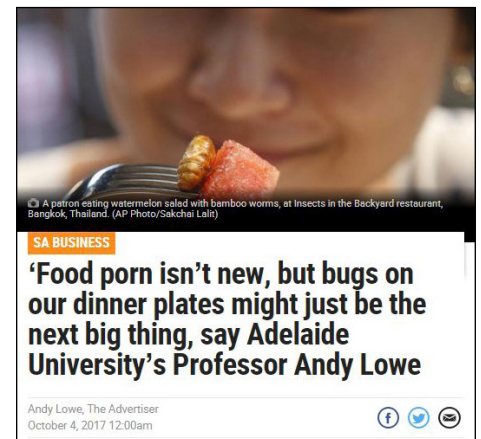 A patron eating watermelon salad with bamboo worms, at Insects in the Backyard restaurant,
Bangkok, Thailand. (AP Photo/Sakchai Lalit)
SA BUSINESS
‘Food porn isn’t new, but bugs on
our dinner plates might just be the
next big thing, say Adelaide
University’s Professor Andy Lowe
Andy Lowe, The Advertiser
October 4, 2017 12:00am